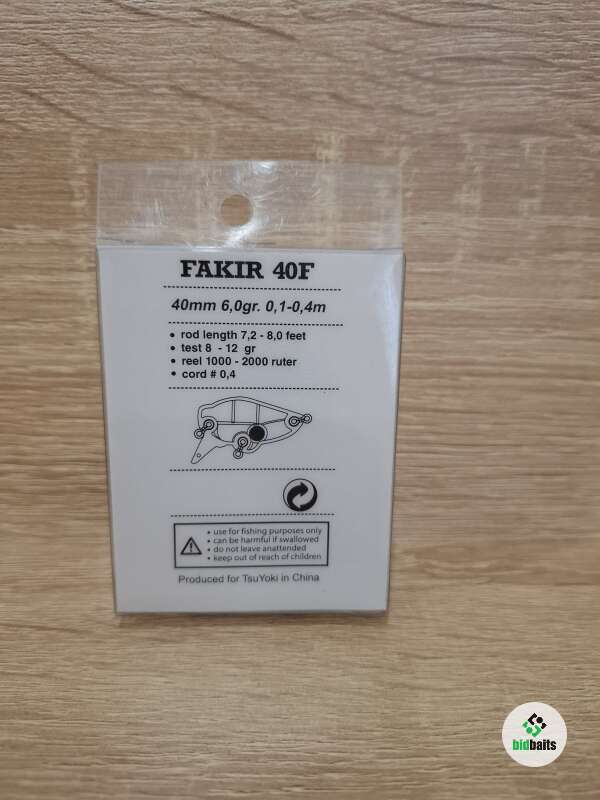 FAKIR 40F
40mm 6,0gr. 0,1-0,4m
• rod length 7,2 - 8,0 feet
• test 8 - 12 gr
• reel 1000 - 2000 ruter
• cord # 0,4
• use for fishing purposes only
• can be harmful if swallowed
• do not leave anattended
• keep out of reach of children
Produced for TsuYoki in China
bidbaits